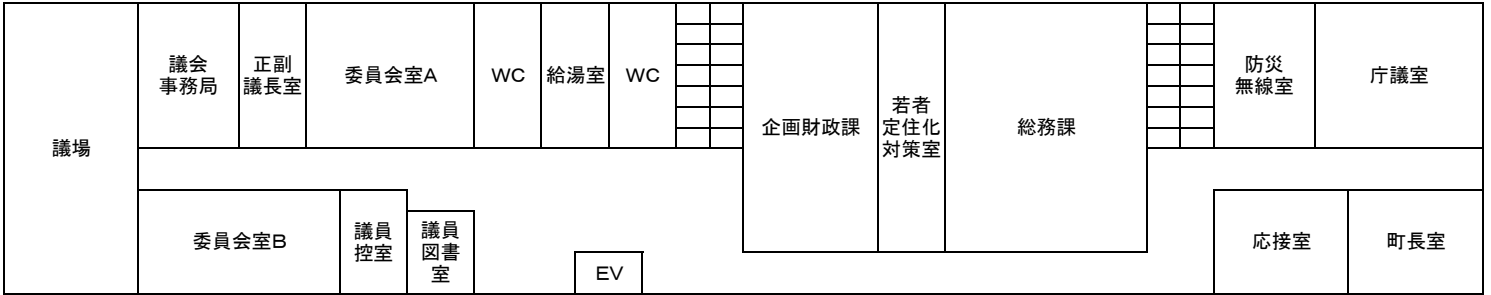 議場
議会
事務局
正副
議長室
委員会室A
WC
給湯室
WC
企画財政課
若者
定住化
対策室
総務課
防災
無線室
庁議室
委員会室B
議員
控室
議員
図書
室
EV
応接室
町長室